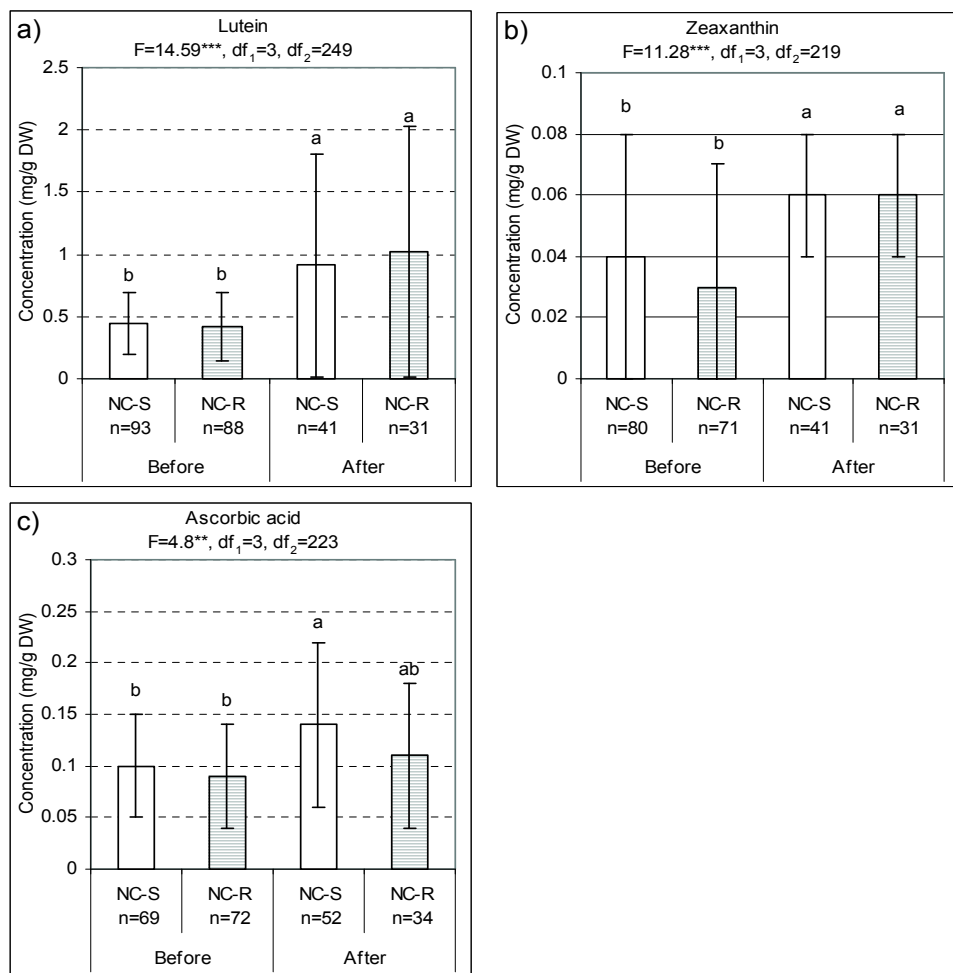 a)
Lutein
F=14.59***, df₁=3, df₂=249
Concentration (mg/g DW)
2.5
2
1.5
1
0.5
0
b
b
a
a
NC-S
NC-R
NC-S
NC-R
n=93
n=88
n=41
n=31
Before
After
b)
Zeaxanthin
F=11.28***, df₁=3, df₂=219
Concentration (mg/g DW)
0.1
0.08
0.06
0.04
0.02
0
b
b
a
a
NC-S
NC-R
NC-S
NC-R
n=80
n=71
n=41
n=31
Before
After
c)
Ascorbic acid
F=4.8**, df₁=3, df₂=223
Concentration (mg/g DW)
0.3
0.25
0.2
0.15
0.1
0.05
0
b
b
a
ab
NC-S
NC-R
NC-S
NC-R
n=69
n=72
n=52
n=34
Before
After